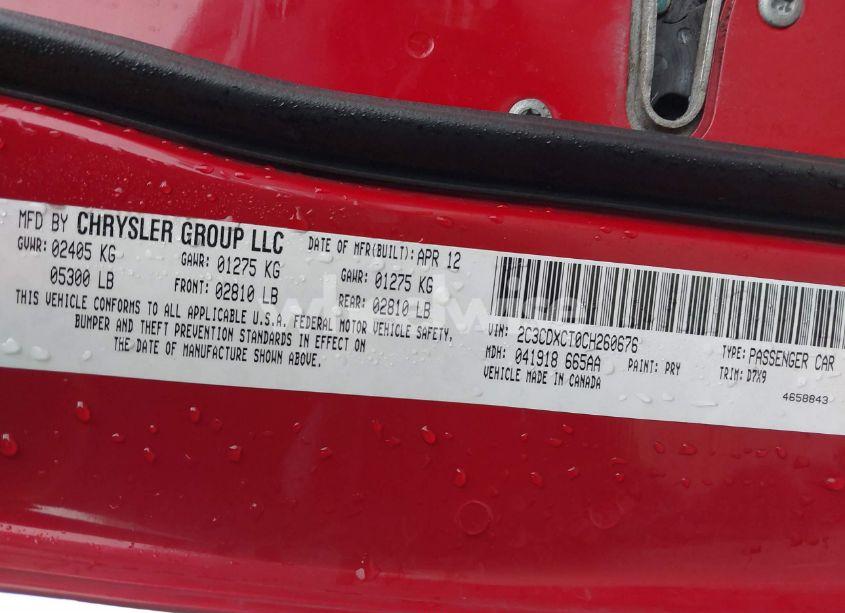 MFD BY CHRYSLER GROUP LLC
DATE OF MFR(BUILT): APR 12
GVWR: 02405 KG
05300 LB
GAWR: 01275 KG
FRONT: 02810 LB
GAWR: 01275 KG
REAR: 02810 LB
THIS VEHICLE CONFORMS TO ALL APPLICABLE U.S.A. FEDERAL MOTOR VEHICLE SAFETY,
BUMPER AND THEFT PREVENTION STANDARDS IN EFFECT ON
THE DATE OF MANUFACTURE SHOWN ABOVE.
VIN: 2C3CDXCT0CH260676
TYPE: PASSENGER CAR
MDH: 041918 665AA
PAINT: PRY
TRIM: D7X9
VEHICLE MADE IN CANADA
4658843